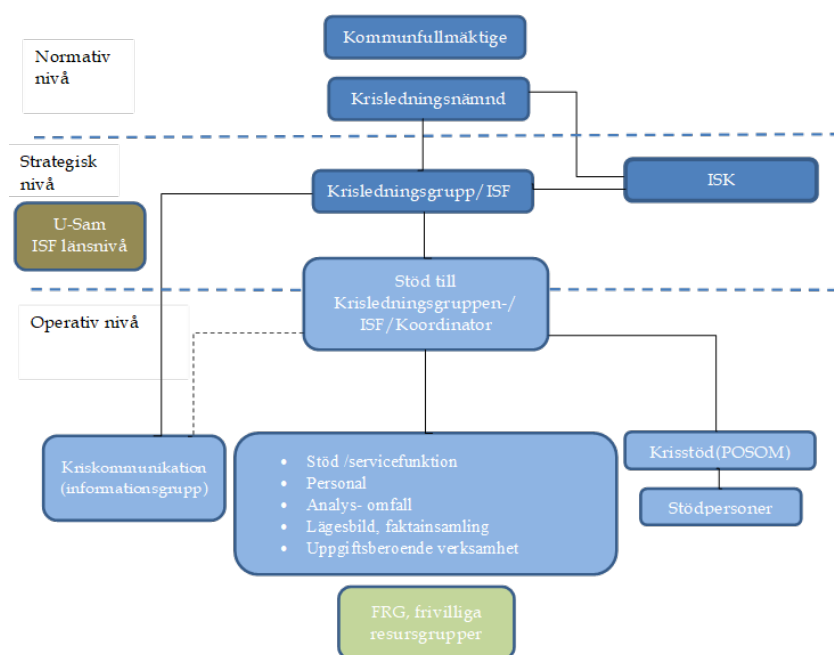 Kommunfullmäktige
Normativ
nivå
Krisledningsnämnd
Strategisk
nivå
Krisledningsgrupp/ ISF
ISK
U-Sam
ISF länsnivå
Stöd till
Krisledningsgruppen-/
ISF/Koordinator
Operativ nivå
Kriskommunikation
(informationsgrupp)
• Stöd /servicefunktion
• Personal
• Analys- omfall
• Lägesbild, faktainsamling
• Uppgiftsberoende verksamhet
Krisstöd(POSOM)
Stödpersoner
FRG, frivilliga
resursgrupper